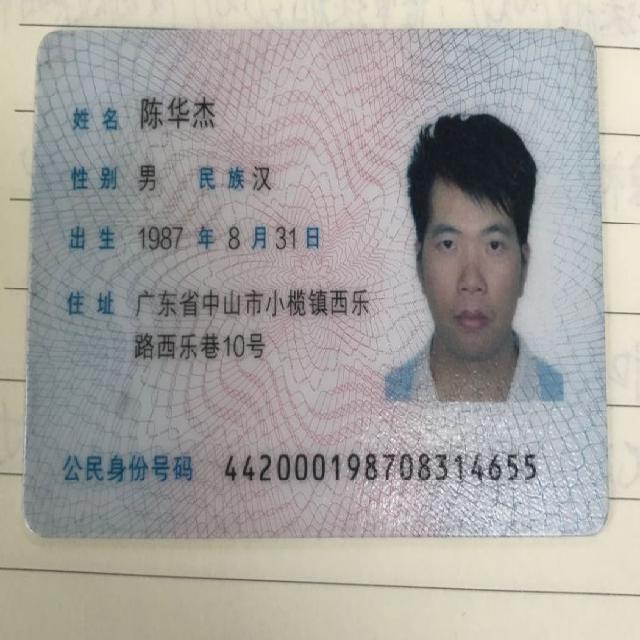 姓名 陈华杰
性别 男 民族 汉
出生 1987 年 8 月 31 日
住址 广东省中山市小榄镇西乐
路西乐巷10号
公民身份号码 442000198708314655